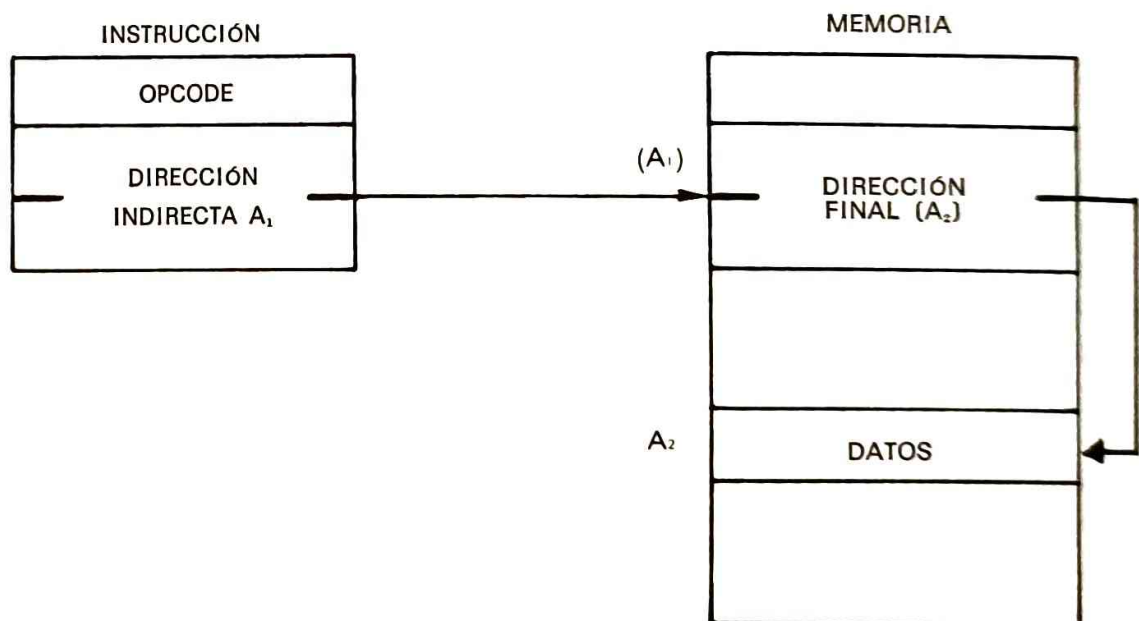 INSTRUCCIÓN
OPCODE
DIRECCIÓN
INDIRECTA A₁
MEMORIA
(A₁)
DIRECCIÓN
FINAL (A₂)
A₂
DATOS